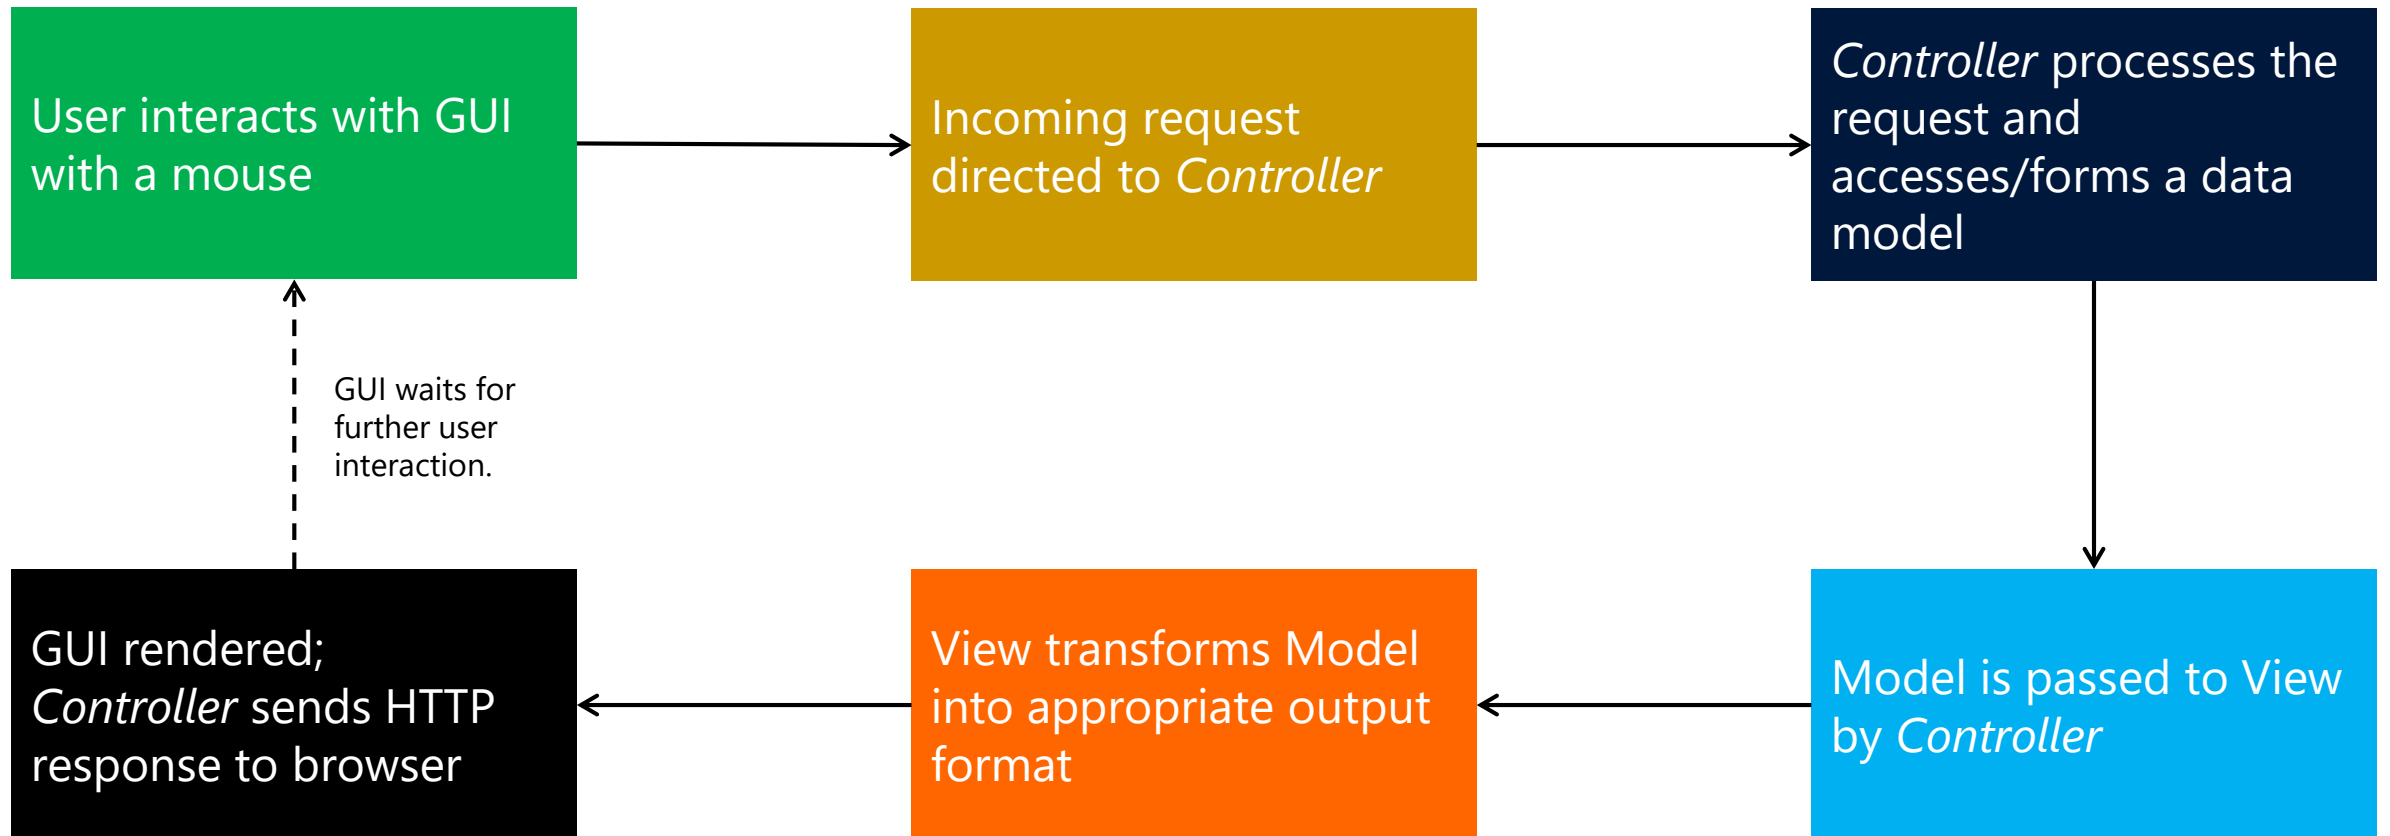 User interacts with GUI
with a mouse
Incoming request
directed to Controller
Controller processes the
request and
accesses/forms a data
model
GUI waits for
further user
interaction.
GUI rendered;
Controller sends HTTP
response to browser
View transforms Model
into appropriate output
format
Model is passed to View
by Controller